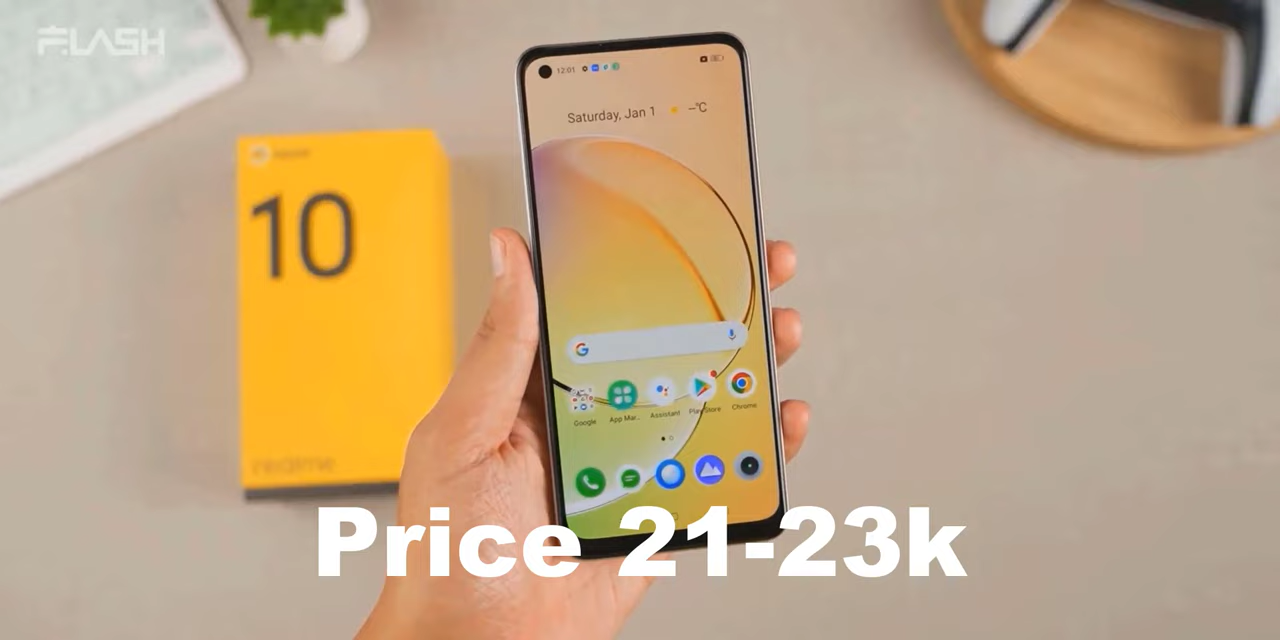 FLASH
12:01
Saturday, Jan 1
–°C
10
realme
Google
App Mar...
Assistant
Play Store
Chrome
Price 21-23k